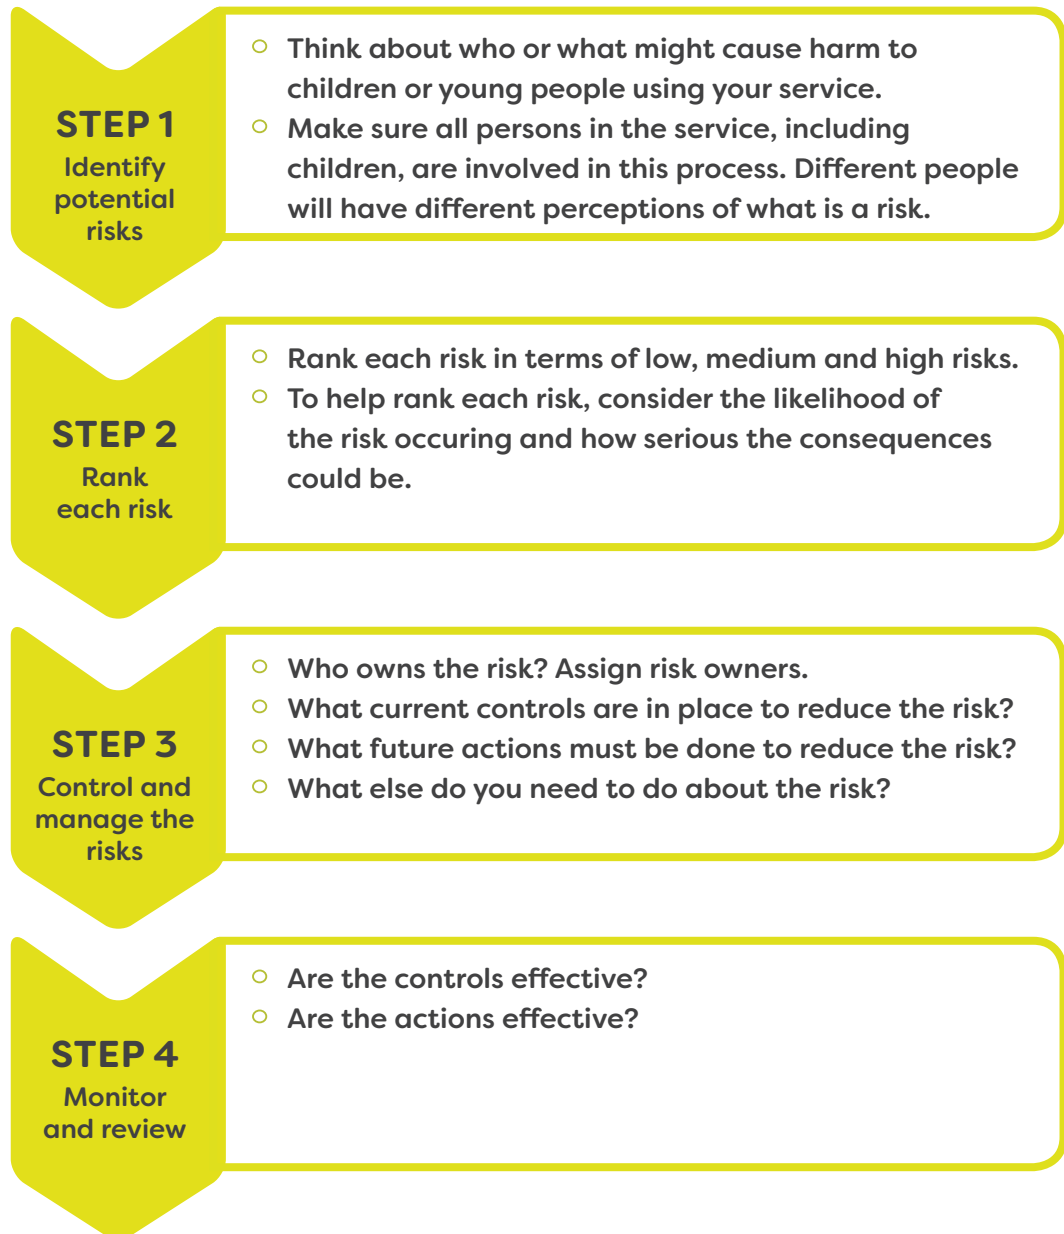 STEP 1
Identify
potential
risks
○ Think about who or what might cause harm to
children or young people using your service.
○ Make sure all persons in the service, including
children, are involved in this process. Different people
will have different perceptions of what is a risk.
STEP 2
Rank
each risk
○ Rank each risk in terms of low, medium and high risks.
○ To help rank each risk, consider the likelihood of
the risk occuring and how serious the consequences
could be.
STEP 3
Control and
manage the
risks
○ Who owns the risk? Assign risk owners.
○ What current controls are in place to reduce the risk?
○ What future actions must be done to reduce the risk?
○ What else do you need to do about the risk?
STEP 4
Monitor
and review
○ Are the controls effective?
○ Are the actions effective?